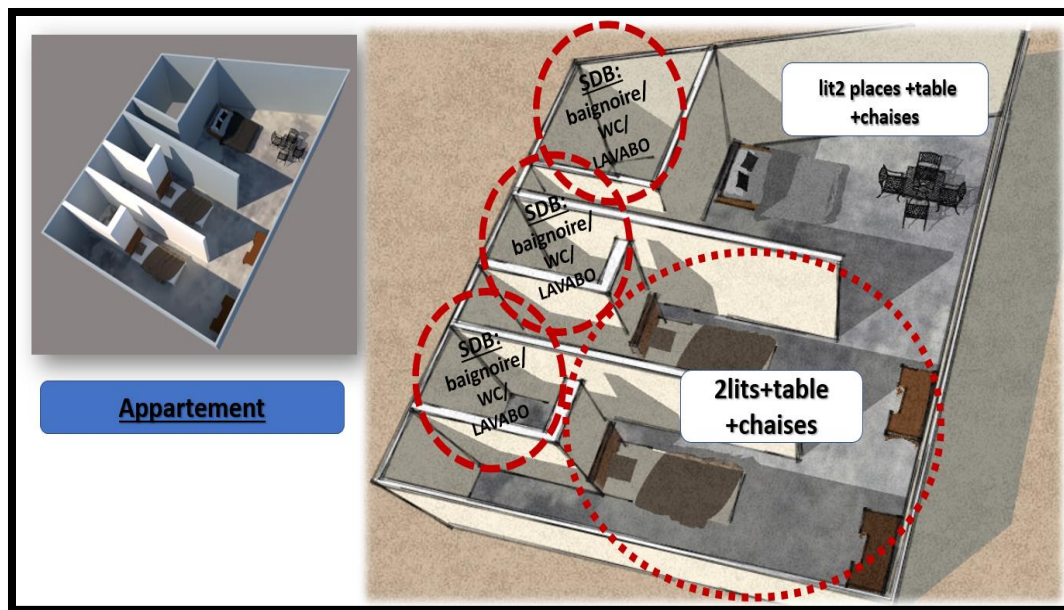 SDB:
baignoire/
WC/
LAVABO
lit2 places +table
+chaises
SDB:
baignoire/
WC/
LAVABO
SDB:
baignoire/
WC/
LAVABO
2lits+table
+chaises
Appartement